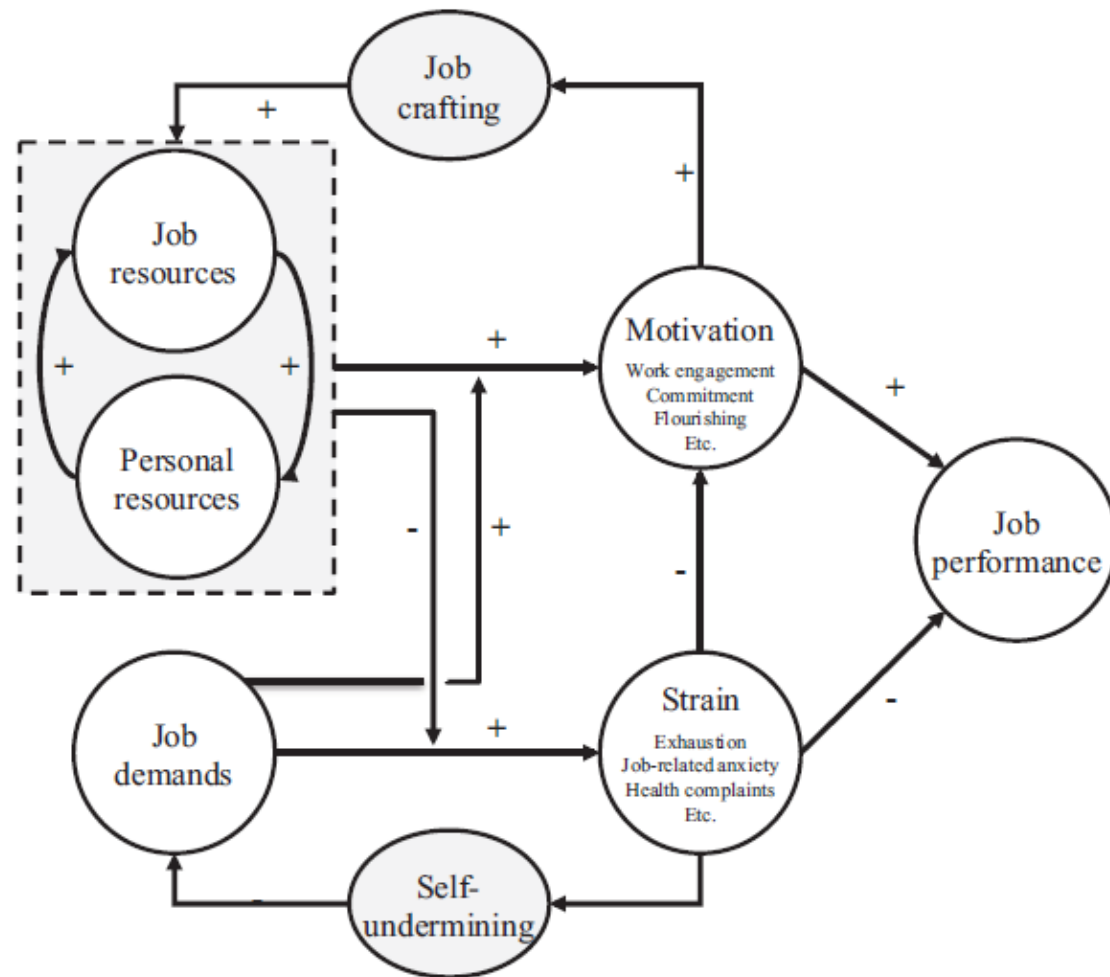 Job
crafting
+
+
Job
resources
+
+
Personal
resources
+
Motivation
Work engagement
Commitment
Flourishing
Etc.
+
-
+
-
Job
performance
Job
demands
+
Strain
Exhaustion
Job-related anxiety
Health complaints
Etc.
-
Self-
undermining
-